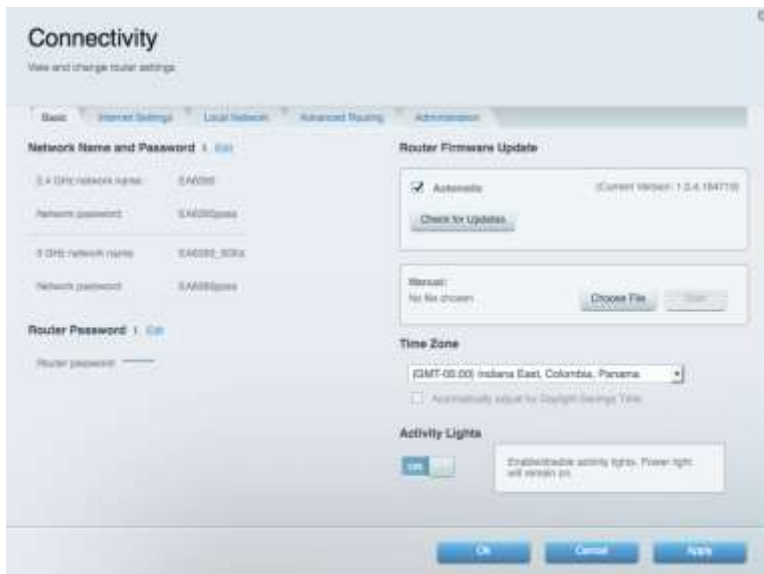 Connectivity
View and change router settings
Basic
Internet Settings
Local Network
Advanced Routing
Administration
Network Name and Password | Edit
2.4 GHz network name:
Network password:
5 GHz network name:
Network password:
Router Password | Edit
Router password:
Router Firmware Update
Automatic
(Current Version:
Check for Updates
Manual:
No file chosen
Choose File
Start
Time Zone
(GMT-05:00) Indiana East, Colombia, Panama
Automatically adjust for Daylight Savings Time
Activity Lights
ON
Enable/disable activity lights. Power light
will remain on.
Ok
Cancel
Apply